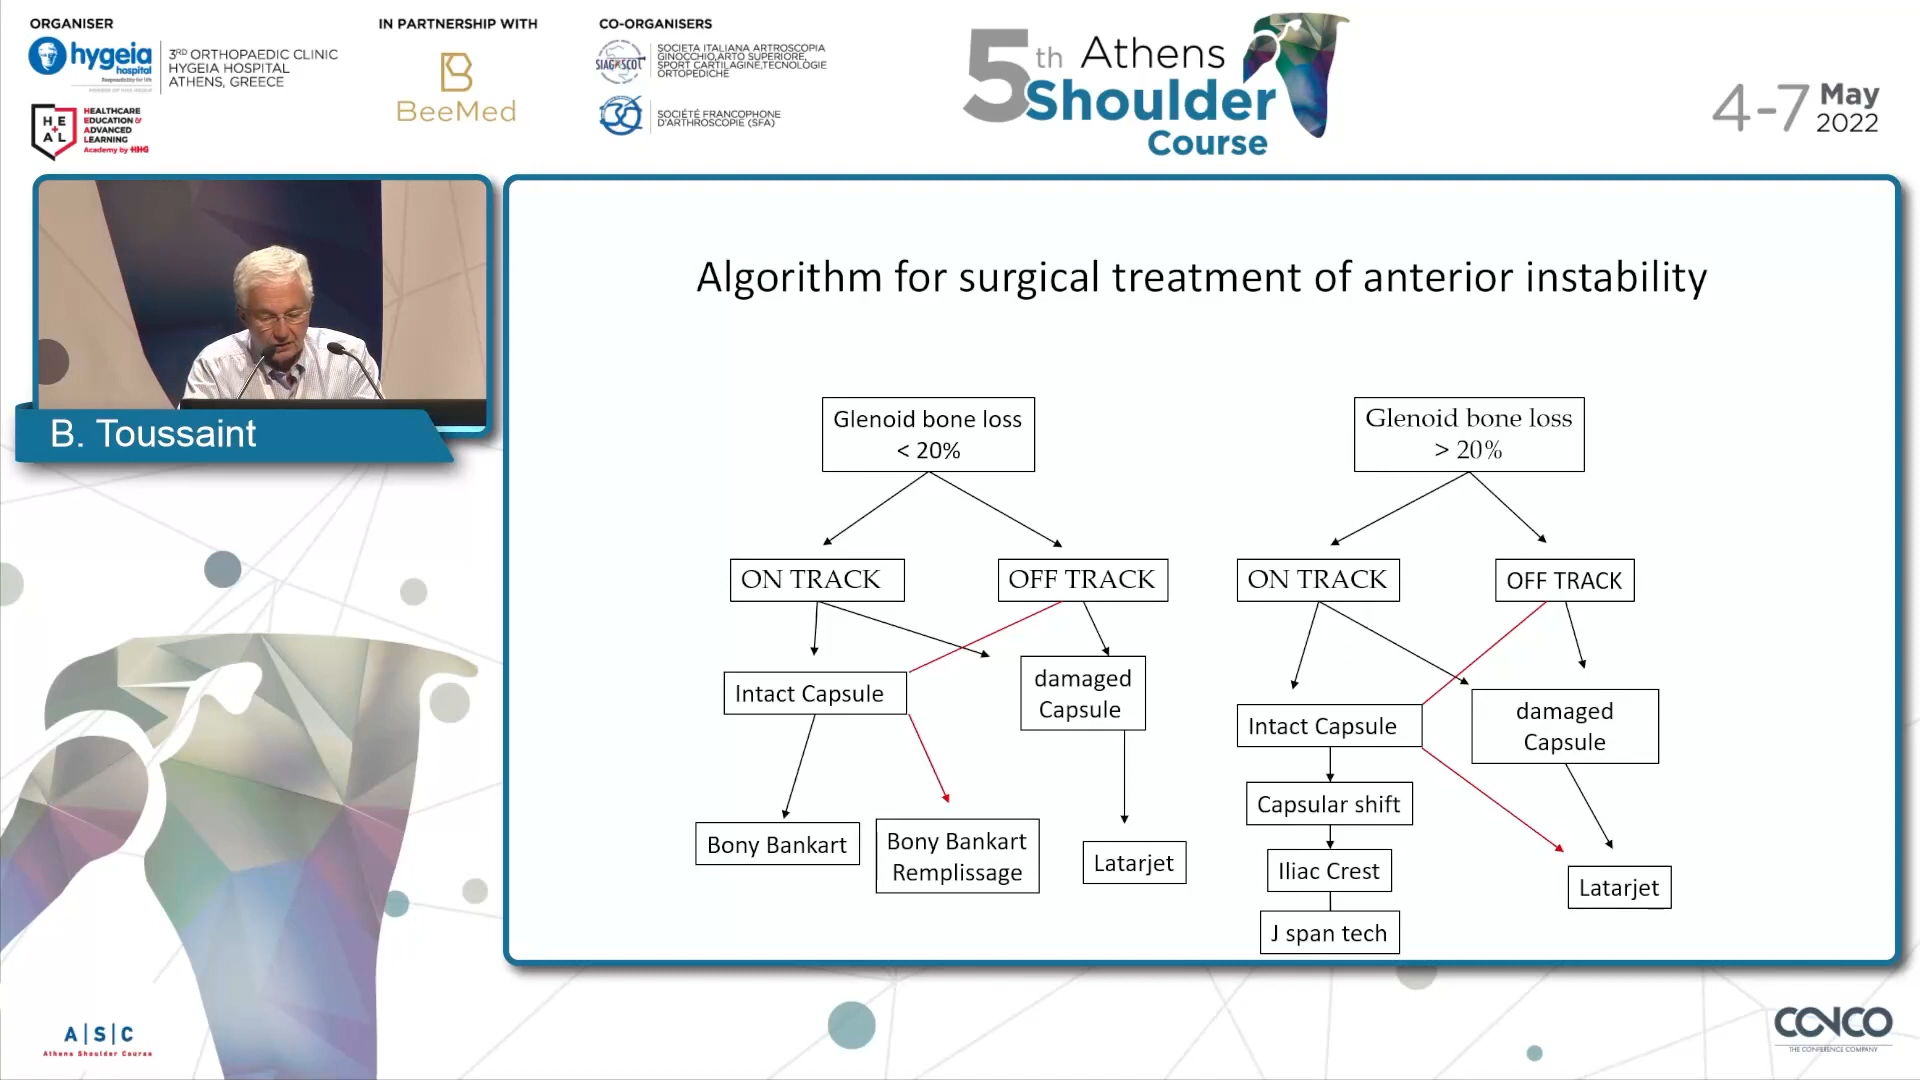 ORGANISER
hygeia
hospital
3RD ORTHOPAEDIC CLINIC
HYGEIA HOSPITAL
ATHENS, GREECE
HEAL
HEALTHCARE
EDUCATION &
ADVANCED
LEARNING
Academy by HHG
IN PARTNERSHIP WITH
BeeMed
CO-ORGANISERS
SIAGASCOT
SOCIETA ITALIANA ARTROSCOPIA
GINOCCHIO,ARTO SUPERIORE,
SPORT CARTILAGINE,TECNOLOGIE
ORTOPEDICHE
SOCIÉTÉ FRANCOPHONE
D'ARTHROSCOPIE (SFA)
5th Athens
Shoulder
Course
4-7 May
2022
B. Toussaint
Algorithm for surgical treatment of anterior instability
Glenoid bone loss
< 20%
Glenoid bone loss
> 20%
ON TRACK
OFF TRACK
ON TRACK
OFF TRACK
Intact Capsule
damaged
Capsule
Intact Capsule
damaged
Capsule
Capsular shift
Bony Bankart
Bony Bankart
Remplissage
Latarjet
Iliac Crest
Latarjet
J span tech
A|S|C
Athens Shoulder Course
CONCO
THE CONFERENCE COMPANY